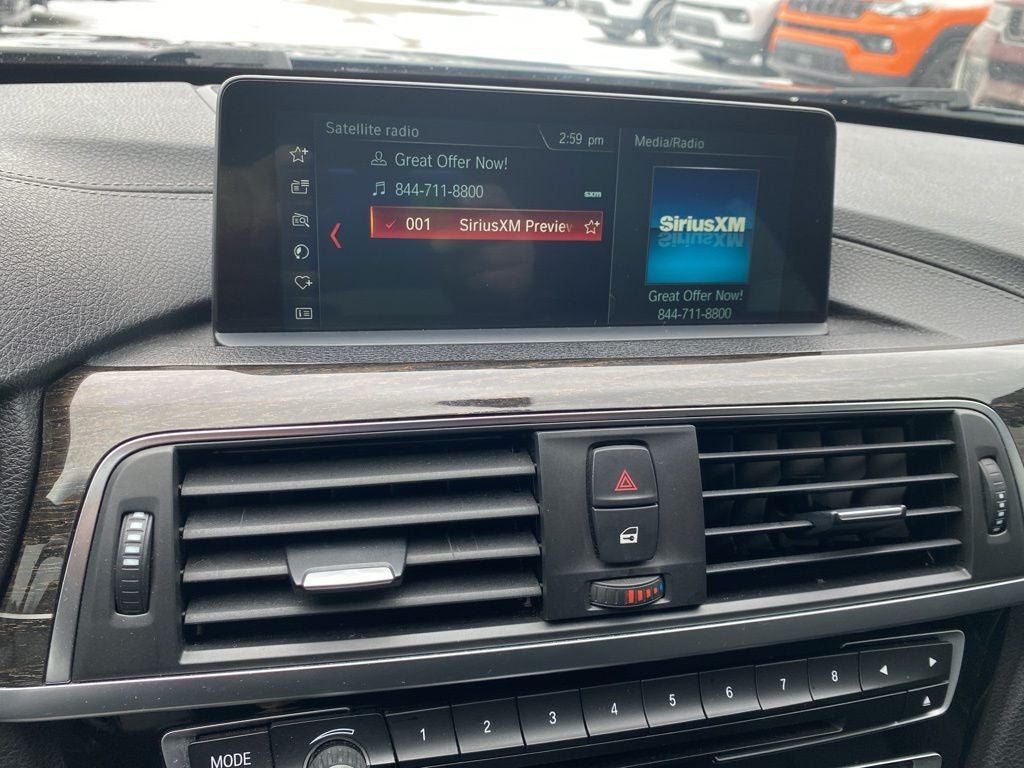 Satellite radio
2:59 pm
Great Offer Now!
844-711-8800
sxm
001 SiriusXM Preview
Media/Radio
SiriusXM
Great Offer Now!
844-711-8800
1 2 3 4 5 6 7 8
MODE